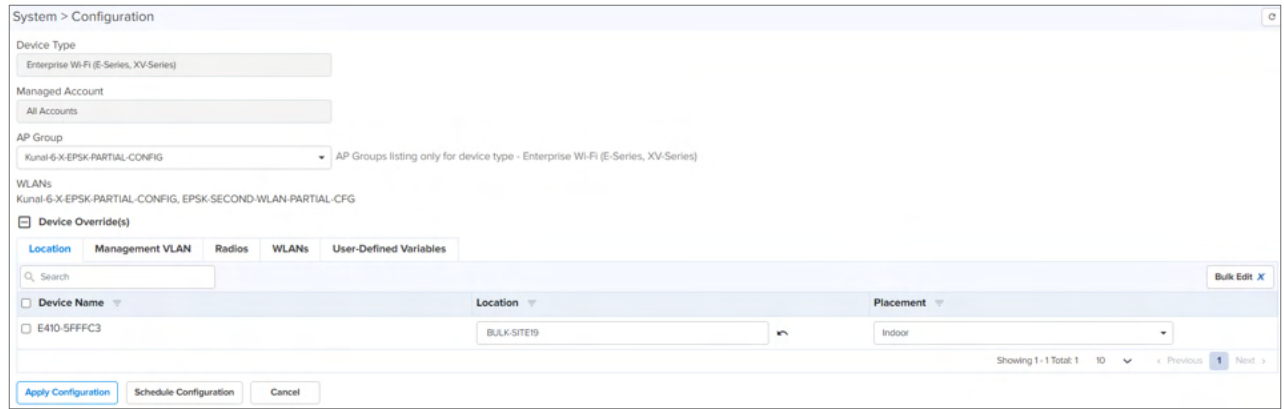 System > Configuration
Device Type
Enterprise Wi-Fi (E-Series, XV-Series)
Managed Account
All Accounts
AP Group
Kunal-6-X-EPSK-PARTIAL-CONFIG AP Groups listing only for device type - Enterprise Wi-Fi (E-Series, XV-Series)
WLANs
Kunal-6-X-EPSK-PARTIAL-CONFIG, EPSK-SECOND-WLAN-PARTIAL-CFG
Device Override(s)
Location Management VLAN Radios WLANs User-Defined Variables
Search Bulk Edit X
Device Name Location Placement
E410-5FFFC3 BULK-SITE19 Indoor
Showing 1 - 1 Total: 1 10 < Previous 1 Next >
Apply Configuration Schedule Configuration Cancel